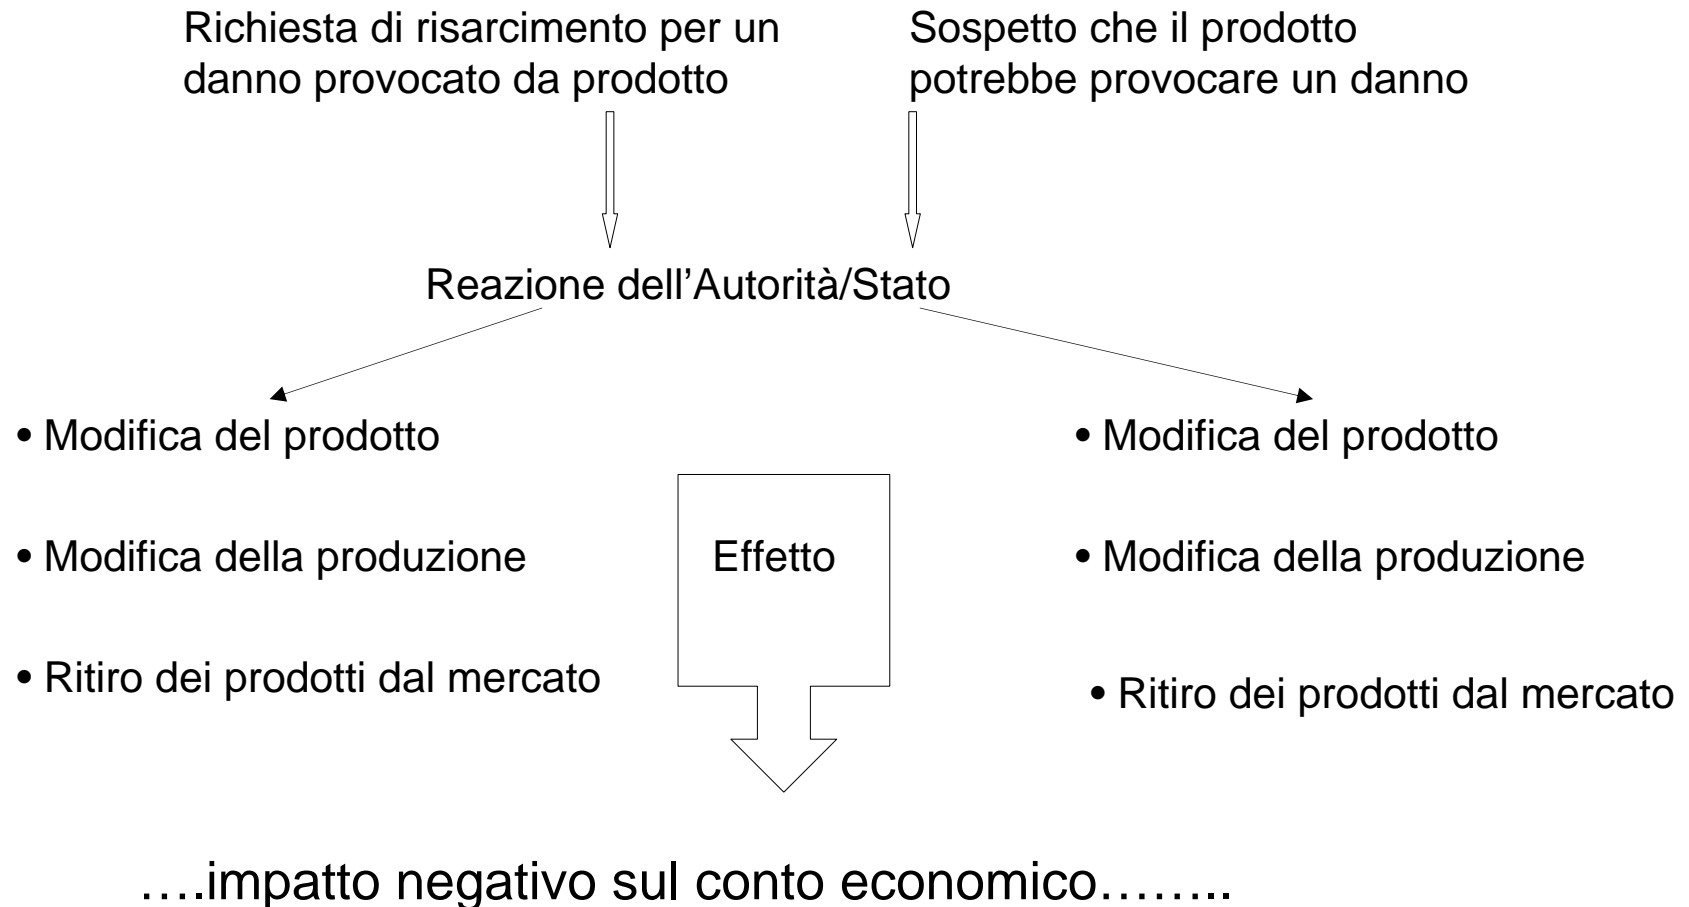 Richiesta di risarcimento per un
danno provocato da prodotto
Sospetto che il prodotto
potrebbe provocare un danno
Reazione dell’Autorità/Stato
• Modifica del prodotto
• Modifica della produzione
• Ritiro dei prodotti dal mercato
Effetto
• Modifica del prodotto
• Modifica della produzione
• Ritiro dei prodotti dal mercato
….impatto negativo sul conto economico……..